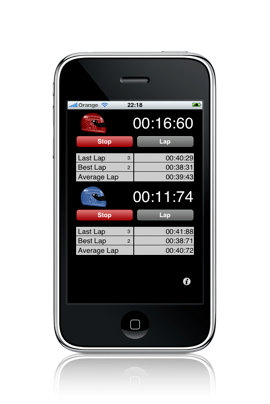 Orange 22:18
00:16:60
Stop Lap
Last Lap 3 00:40:29
Best Lap 2 00:38:31
Average Lap 00:39:43
00:11:74
Stop Lap
Last Lap 3 00:41:88
Best Lap 2 00:38:71
Average Lap 00:40:72
i